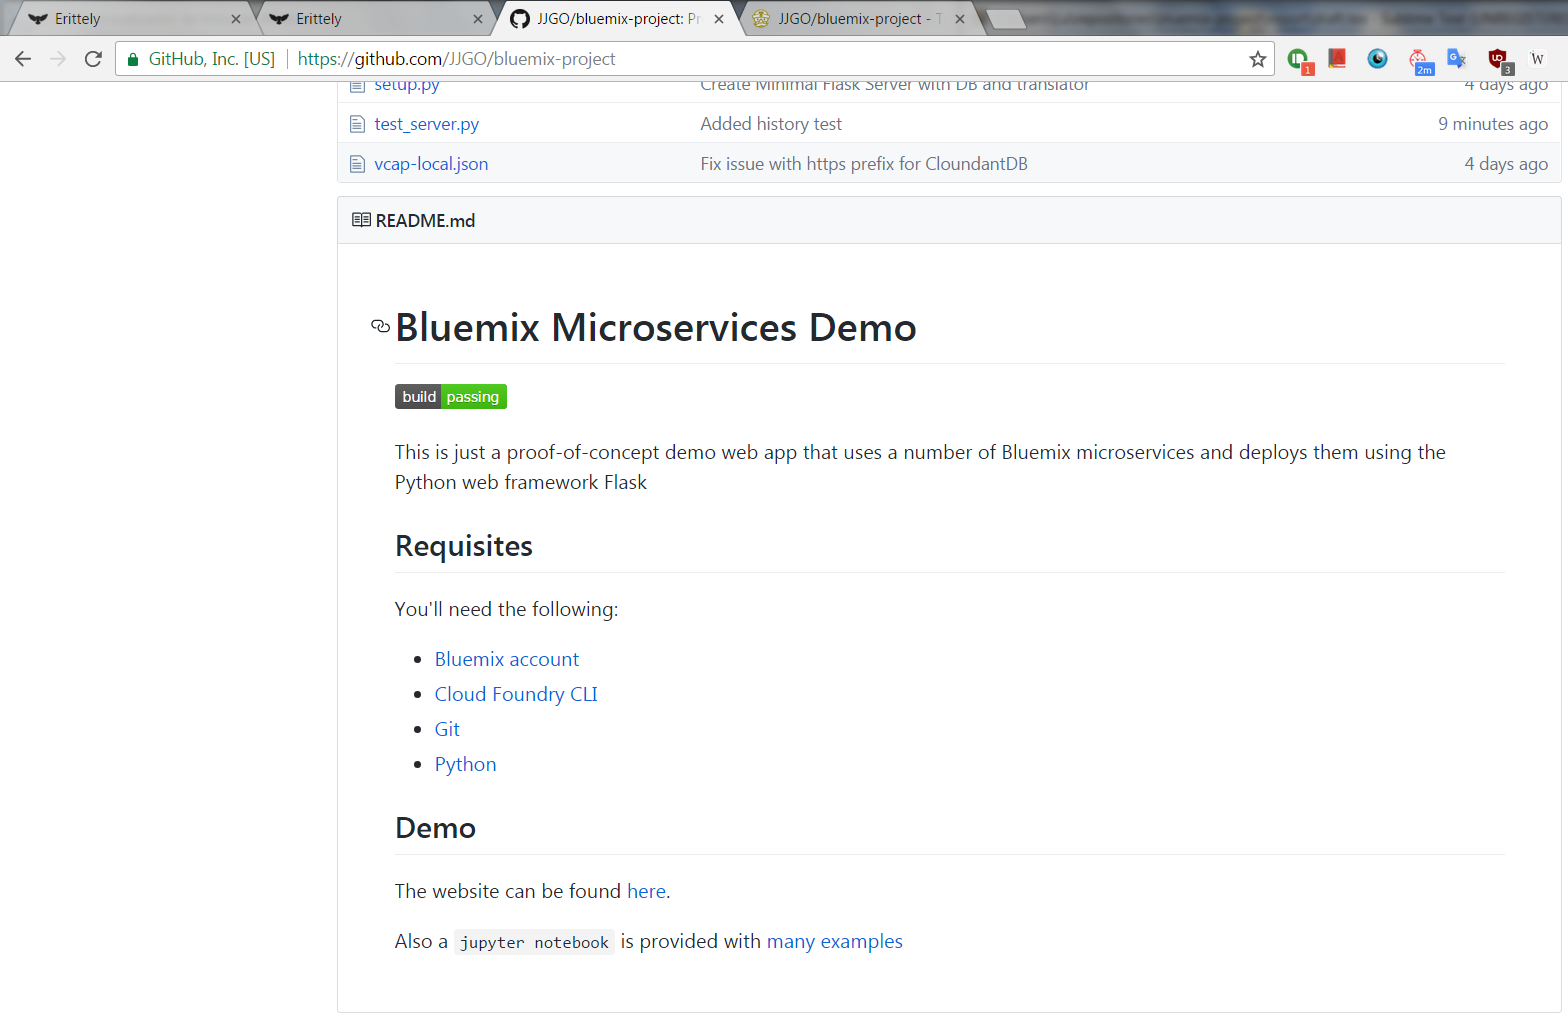 Erittely
Erittely
JJGO/bluemix-project: Pr
JJGO/bluemix-project - T
GitHub, Inc. [US]
https://github.com/JJGO/bluemix-project
1
2m
3
W
setup.py Create Minimal Flask Server with DB and translator 4 days ago
test_server.py Added history test 9 minutes ago
vcap-local.json Fix issue with https prefix for CloundantDB 4 days ago
README.md
Bluemix Microservices Demo
build passing
This is just a proof-of-concept demo web app that uses a number of Bluemix microservices and deploys them using the
Python web framework Flask
Requisites
You'll need the following:
Bluemix account
Cloud Foundry CLI
Git
Python
Demo
The website can be found here.
Also a jupyter notebook is provided with many examples